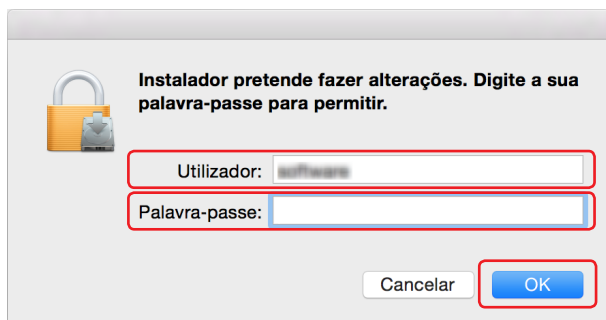 Instalador pretende fazer alterações. Digite a sua
palavra-passe para permitir.
Utilizador:
Palavra-passe:
Cancelar OK